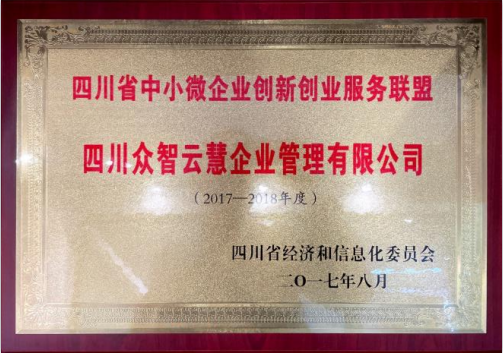 四川省中小微企业创新创业服务联盟
四川众智云慧企业管理有限公司
（2017—2018年度）
四川省经济和信息化委员会
二〇一七年八月